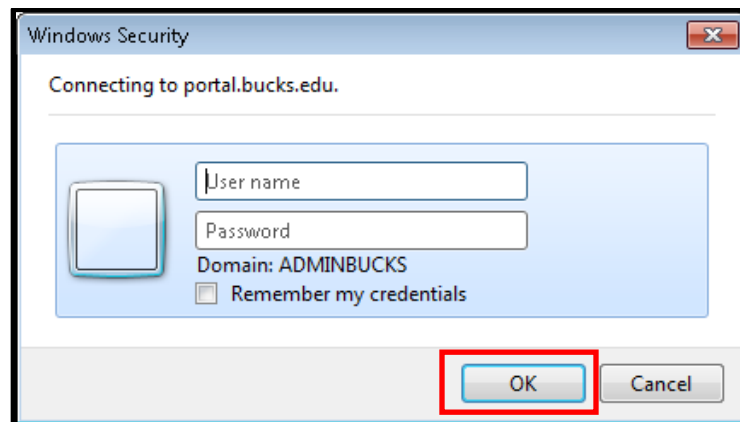 Windows Security
Connecting to portal.bucks.edu.
User name
Password
Domain: ADMINBUCKS
Remember my credentials
OK Cancel